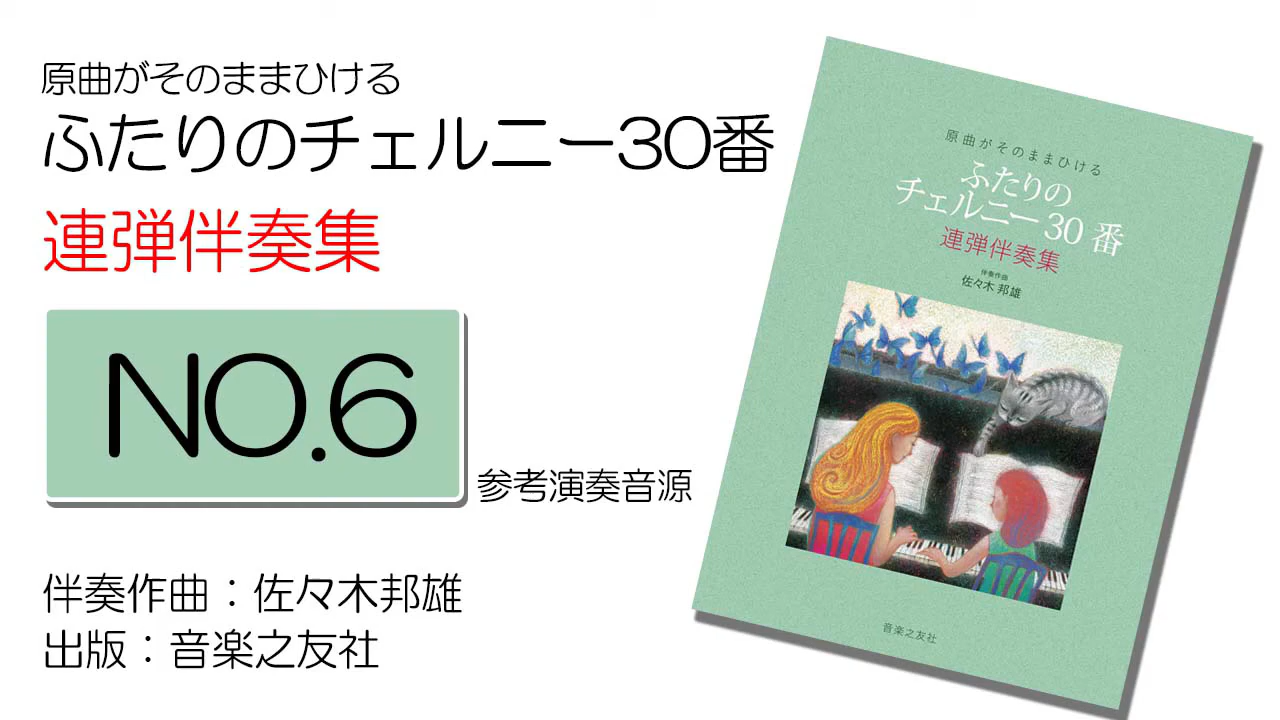 原曲がそのままひける
ふたりのチェルニー30番
連弾伴奏集
NO.6
参考演奏音源
伴奏作曲：佐々木邦雄
出版：音楽之友社
原曲がそのままひける
ふたりの
チェルニー30番
連弾伴奏集
伴奏作曲
佐々木 邦雄
音楽之友社